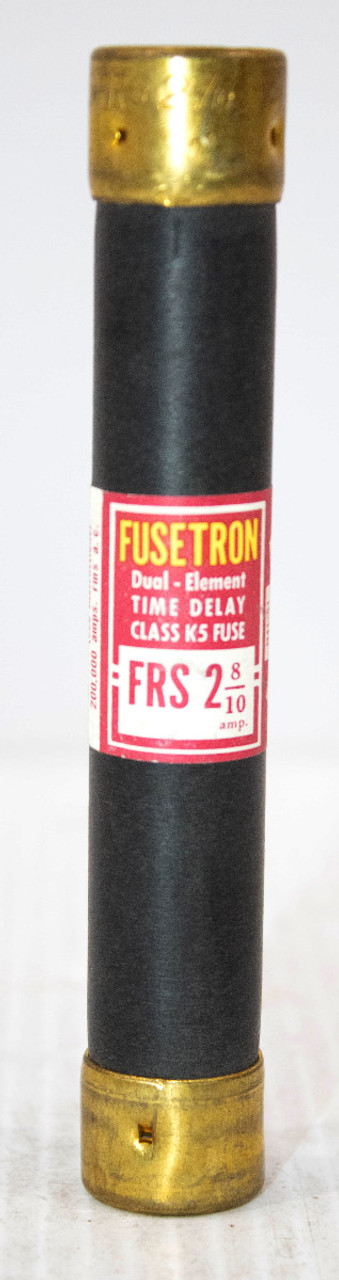 FUSETRON
Dual - Element
TIME DELAY
CLASS K5 FUSE
FRS 2 8/10
amp.
200,000 amps. rms a.c.